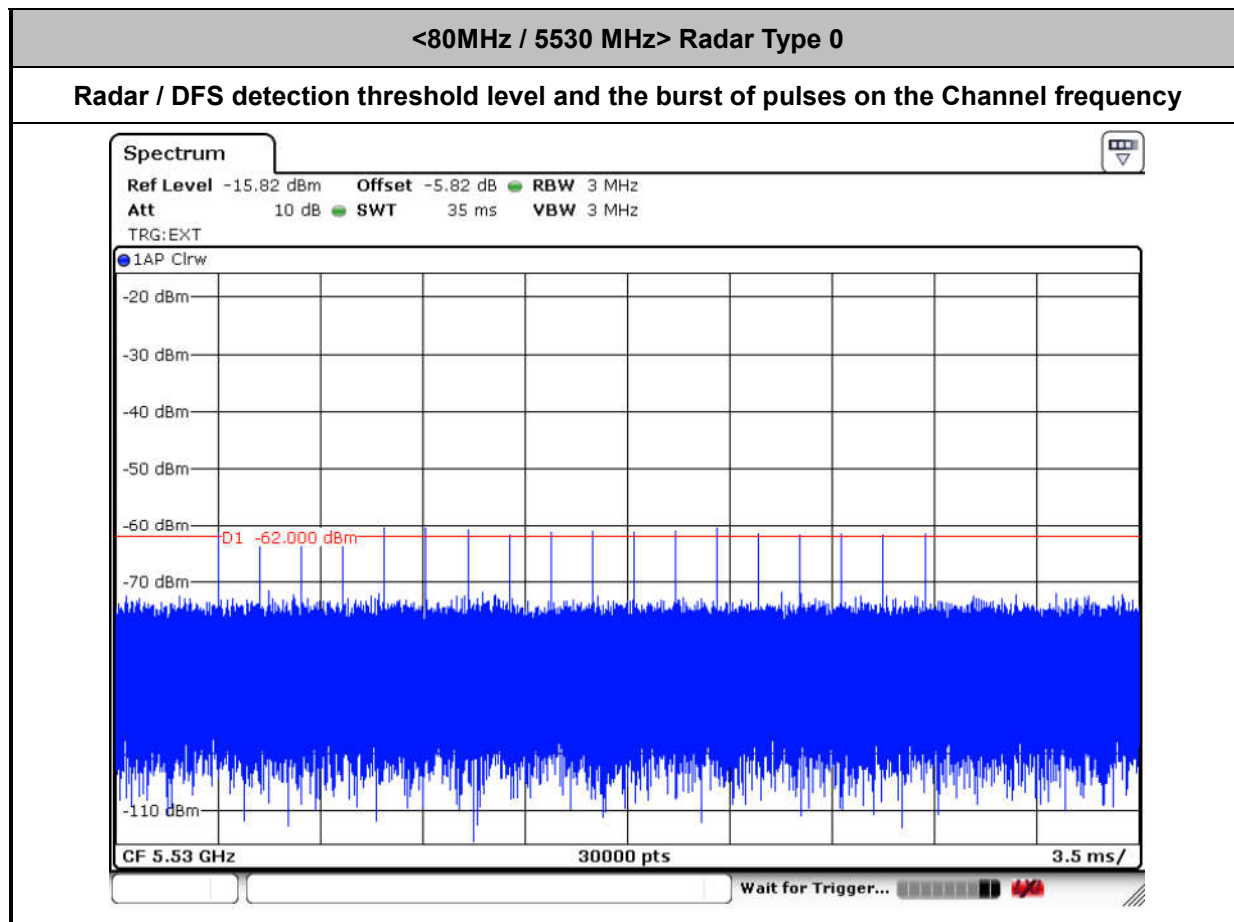 <80MHz / 5530 MHz> Radar Type 0
Radar / DFS detection threshold level and the burst of pulses on the Channel frequency
Spectrum
Ref Level -15.82 dBm Offset -5.82 dB RBW 3 MHz
Att 10 dB SWT 35 ms VBW 3 MHz
TRG:EXT
1AP Clrw
-20 dBm
-30 dBm
-40 dBm
-50 dBm
-60 dBm
D1 -62.000 dBm
-70 dBm
-110 dBm
CF 5.53 GHz 30000 pts 3.5 ms/
Wait for Trigger... LXI